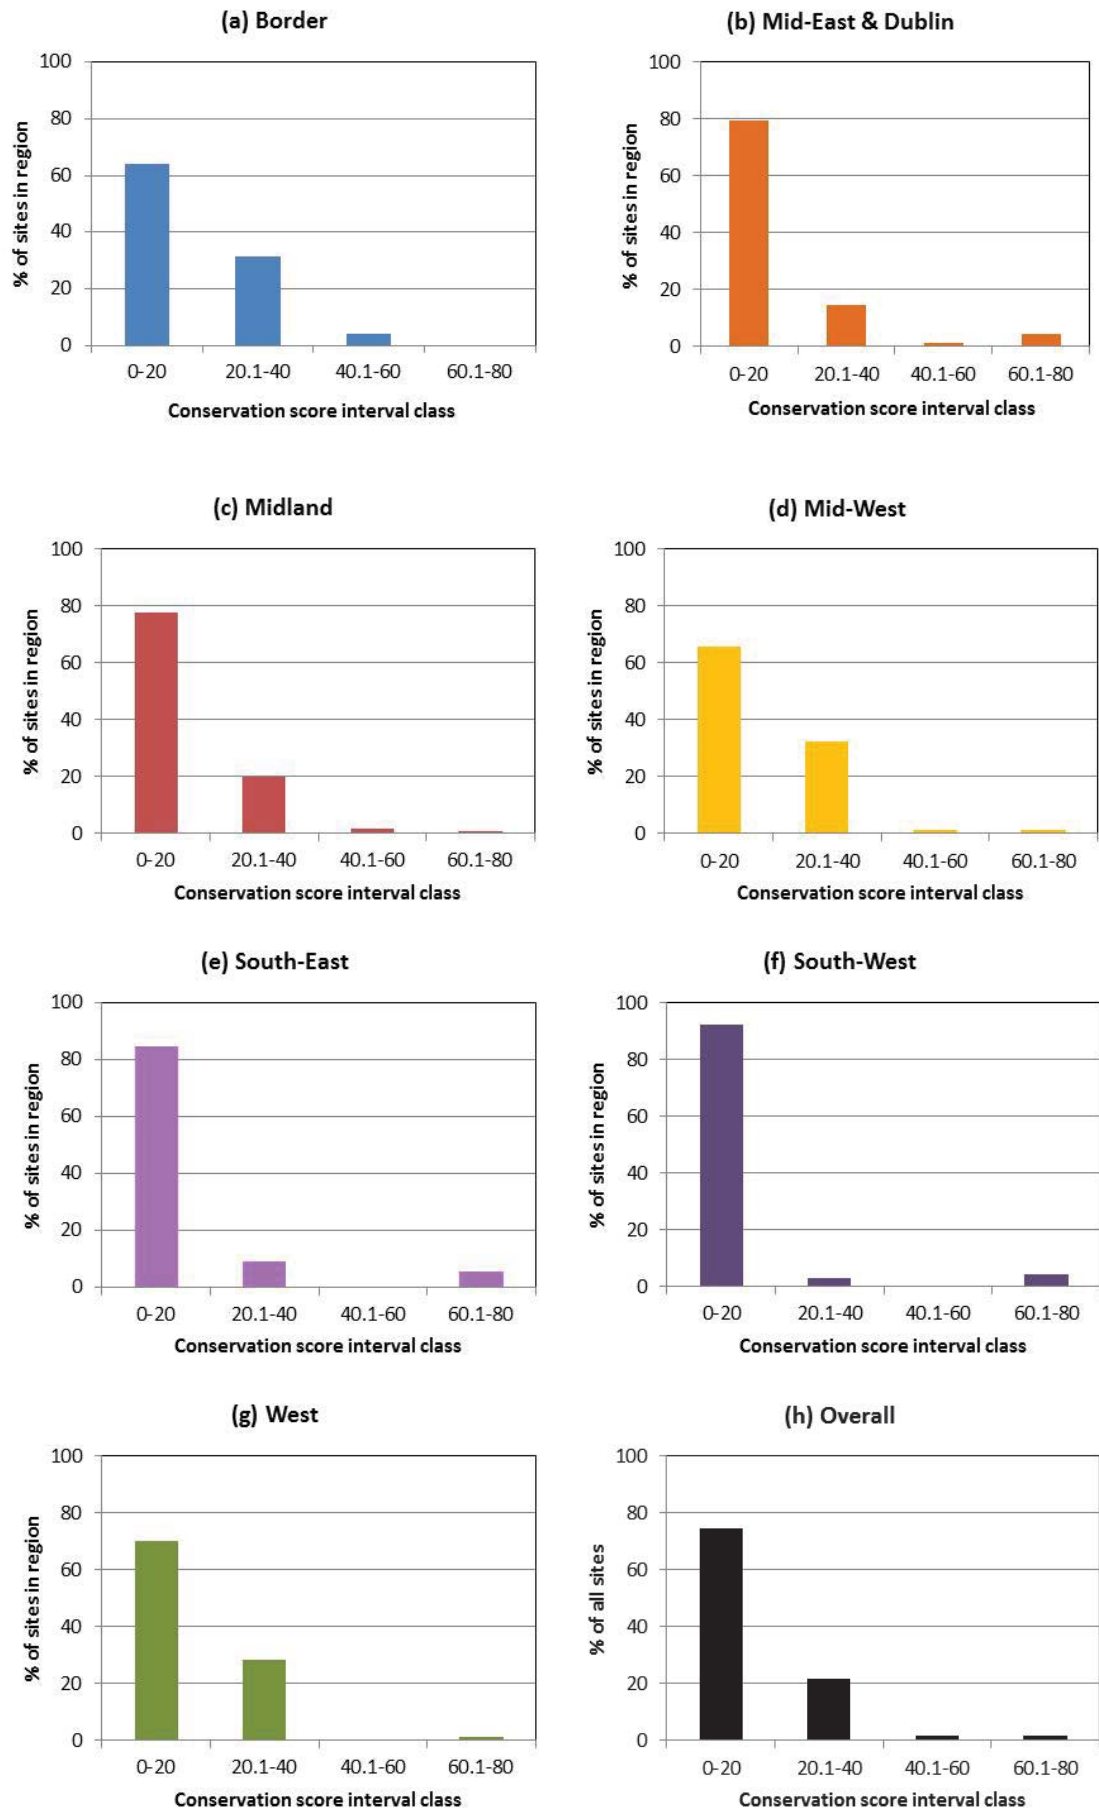 (a) Border
% of sites in region
100
80
60
40
20
0
0-20 20.1-40 40.1-60 60.1-80
Conservation score interval class
(b) Mid-East & Dublin
% of sites in region
100
80
60
40
20
0
0-20 20.1-40 40.1-60 60.1-80
Conservation score interval class
(c) Midland
% of sites in region
100
80
60
40
20
0
0-20 20.1-40 40.1-60 60.1-80
Conservation score interval class
(d) Mid-West
% of sites in region
100
80
60
40
20
0
0-20 20.1-40 40.1-60 60.1-80
Conservation score interval class
(e) South-East
% of sites in region
100
80
60
40
20
0
0-20 20.1-40 40.1-60 60.1-80
Conservation score interval class
(f) South-West
% of sites in region
100
80
60
40
20
0
0-20 20.1-40 40.1-60 60.1-80
Conservation score interval class
(g) West
% of sites in region
100
80
60
40
20
0
0-20 20.1-40 40.1-60 60.1-80
Conservation score interval class
(h) Overall
% of all sites
100
80
60
40
20
0
0-20 20.1-40 40.1-60 60.1-80
Conservation score interval class